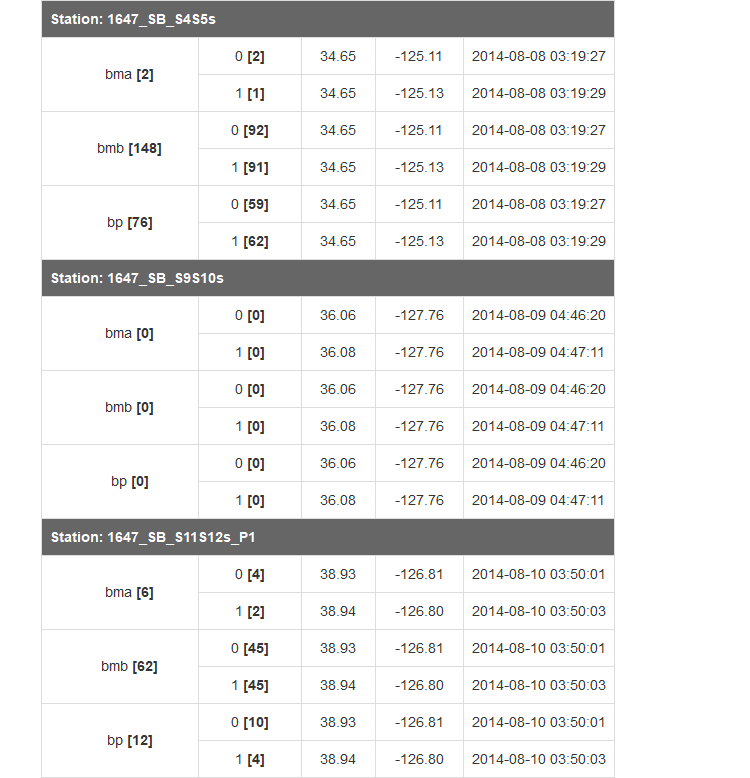 Station: 1647_SB_S4S5s
bma [2]
0 [2] 34.65 -125.11 2014-08-08 03:19:27
1 [1] 34.65 -125.13 2014-08-08 03:19:29
bmb [148]
0 [92] 34.65 -125.11 2014-08-08 03:19:27
1 [91] 34.65 -125.13 2014-08-08 03:19:29
bp [76]
0 [59] 34.65 -125.11 2014-08-08 03:19:27
1 [62] 34.65 -125.13 2014-08-08 03:19:29
Station: 1647_SB_S9S10s
bma [0]
0 [0] 36.06 -127.76 2014-08-09 04:46:20
1 [0] 36.08 -127.76 2014-08-09 04:47:11
bmb [0]
0 [0] 36.06 -127.76 2014-08-09 04:46:20
1 [0] 36.08 -127.76 2014-08-09 04:47:11
bp [0]
0 [0] 36.06 -127.76 2014-08-09 04:46:20
1 [0] 36.08 -127.76 2014-08-09 04:47:11
Station: 1647_SB_S11S12s_P1
bma [6]
0 [4] 38.93 -126.81 2014-08-10 03:50:01
1 [2] 38.94 -126.80 2014-08-10 03:50:03
bmb [62]
0 [45] 38.93 -126.81 2014-08-10 03:50:01
1 [45] 38.94 -126.80 2014-08-10 03:50:03
bp [12]
0 [10] 38.93 -126.81 2014-08-10 03:50:01
1 [4] 38.94 -126.80 2014-08-10 03:50:03